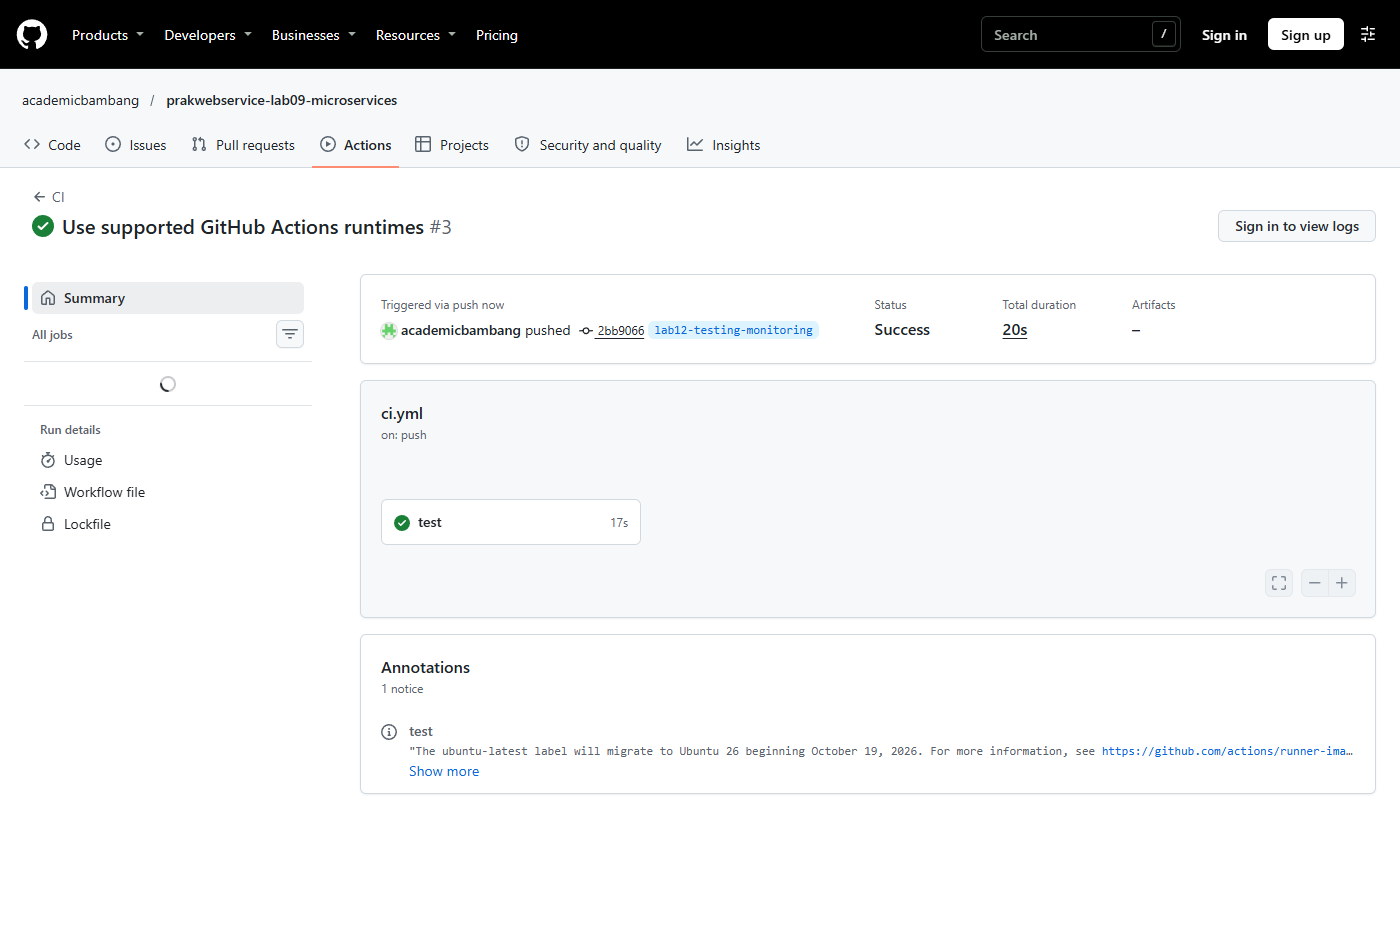 Products Developers Businesses Resources Pricing Search / Sign in Sign up
academicbambang / prakwebservice-lab09-microservices
Code Issues Pull requests Actions Projects Security and quality Insights
CI
Use supported GitHub Actions runtimes #3
Sign in to view logs
Summary
All jobs
Run details
Usage
Workflow file
Lockfile
Triggered via push now
academicbambang pushed 2bb9066 lab12-testing-monitoring
Status
Success
Total duration
20s
Artifacts
–
ci.yml
on: push
test 17s
Annotations
1 notice
test
"The ubuntu-latest label will migrate to Ubuntu 26 beginning October 19, 2026. For more information, see https://github.com/actions/runner-ima…
Show more